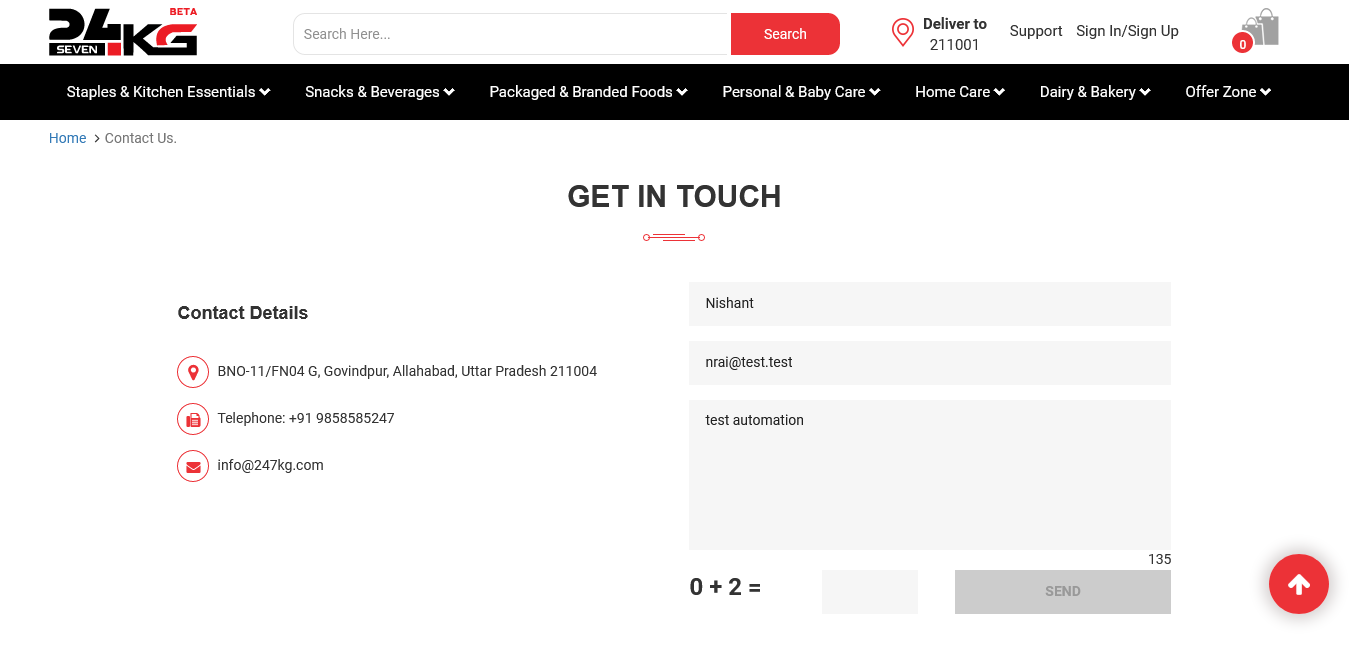 BETA
24
SEVEN
KG
Search Here...
Search
Deliver to
211001
Support
Sign In/Sign Up
0
Staples & Kitchen Essentials
Snacks & Beverages
Packaged & Branded Foods
Personal & Baby Care
Home Care
Dairy & Bakery
Offer Zone
Home
Contact Us.
GET IN TOUCH
Contact Details
BNO-11/FN04 G, Govindpur, Allahabad, Uttar Pradesh 211004
Telephone: +91 9858585247
info@247kg.com
Nishant
nrai@test.test
test automation
135
0 + 2 =
SEND